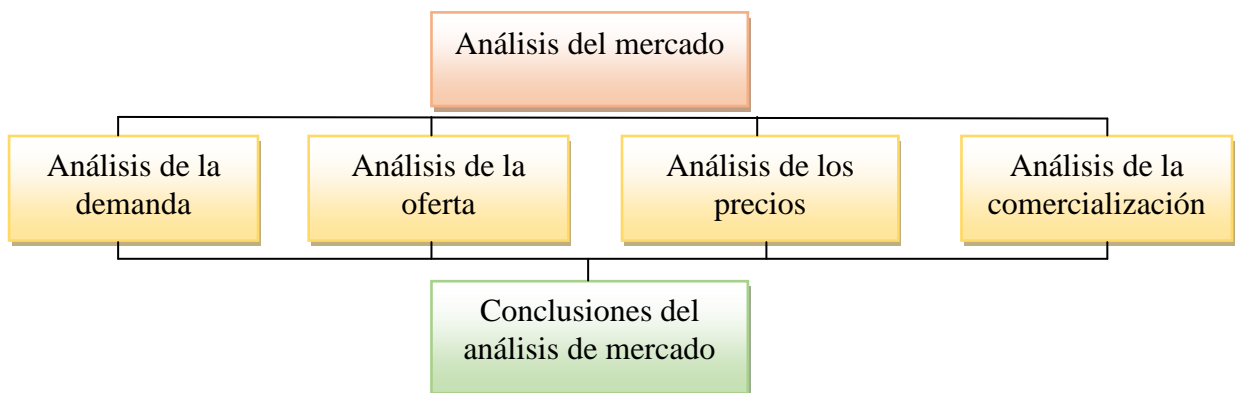 Análisis del mercado
Análisis de la
demanda
Análisis de la
oferta
Análisis de los
precios
Análisis de la
comercialización
Conclusiones del
análisis de mercado